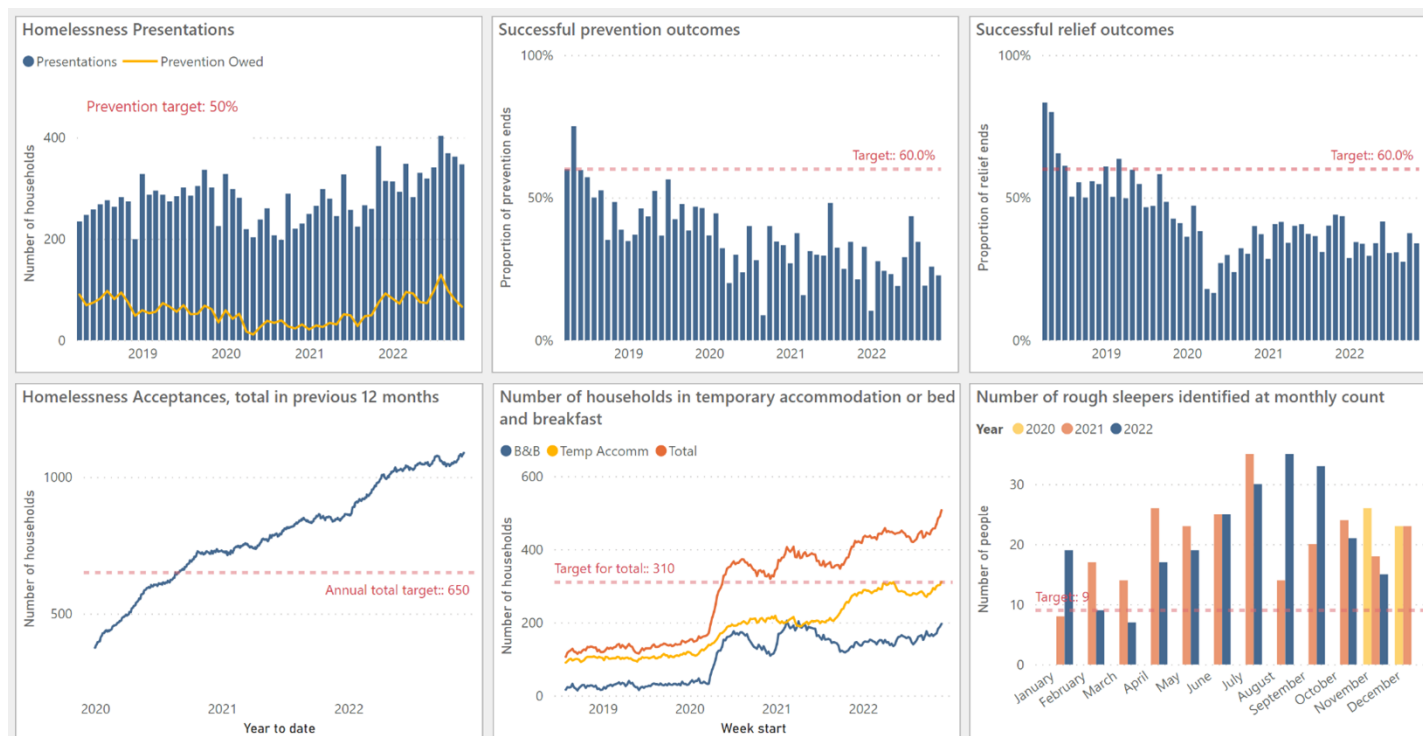 Homelessness Presentations
Presentations Prevention Owed
Prevention target: 50%
Number of households
400
200
0
2019 2020 2021 2022
Successful prevention outcomes
100%
Proportion of prevention ends
Target:: 60.0%
50%
0%
2019 2020 2021 2022
Successful relief outcomes
100%
Proportion of relief ends
Target:: 60.0%
50%
0%
2019 2020 2021 2022
Homelessness Acceptances, total in previous 12 months
Number of households
1000
Annual total target:: 650
500
2020 2021 2022
Year to date
Number of households in temporary accommodation or bed
and breakfast
B&B Temp Accomm Total
Number of households
600
400
Target for total:: 310
200
0
2019 2020 2021 2022
Week start
Number of rough sleepers identified at monthly count
Year 2020 2021 2022
Number of people
30
20
Target:: 9
10
0
January February March April May June July August September October November December